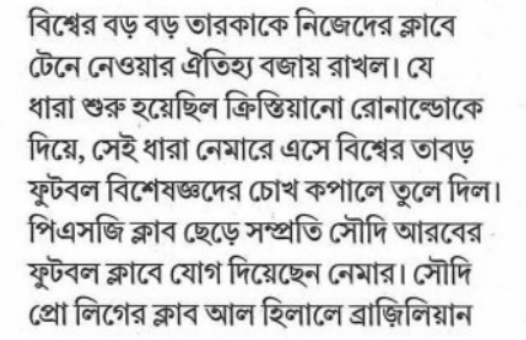 বিশ্বের বড় বড় তারকাকে নিজেদের ক্লাবে
টেনে নেওয়ার ঐতিহ্য বজায় রাখল। যে
ধারা শুরু হয়েছিল ক্রিস্তিয়ানো রোনাল্ডোকে
দিয়ে, সেই ধারা নেমারে এসে বিশ্বের তাবড়
ফুটবল বিশেষজ্ঞদের চোখ কপালে তুলে দিল।
পিএসজি ক্লাব ছেড়ে সম্প্রতি সৌদি আরবের
ফুটবল ক্লাবে যোগ দিয়েছেন নেমার। সৌদি
প্রো লিগের ক্লাব আল হিলালে ব্রাজ়িলিয়ান